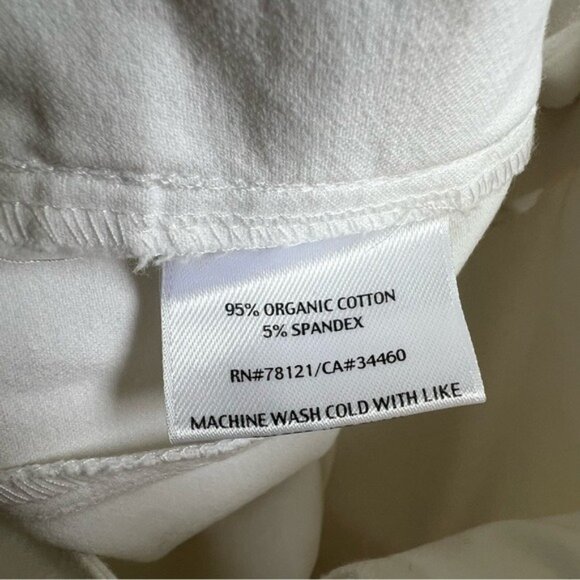 95% ORGANIC COTTON
5% SPANDEX
RN#78121/CA#34460
MACHINE WASH COLD WITH LIKE